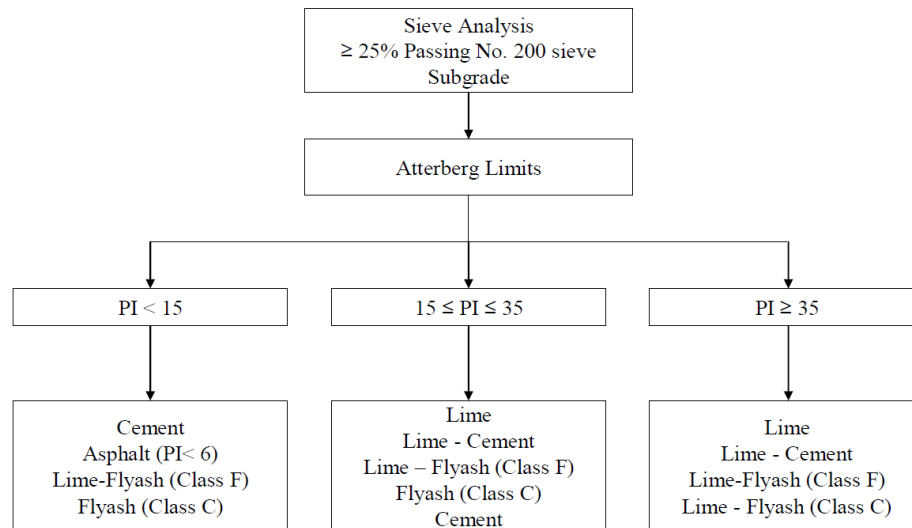 Sieve Analysis
≥ 25% Passing No. 200 sieve
Subgrade
Atterberg Limits
PI < 15
15 ≤ PI ≤ 35
PI ≥ 35
Cement
Asphalt (PI< 6)
Lime-Flyash (Class F)
Flyash (Class C)
Lime
Lime - Cement
Lime – Flyash (Class F)
Flyash (Class C)
Cement
Lime
Lime - Cement
Lime-Flyash (Class F)
Lime - Flyash (Class C)